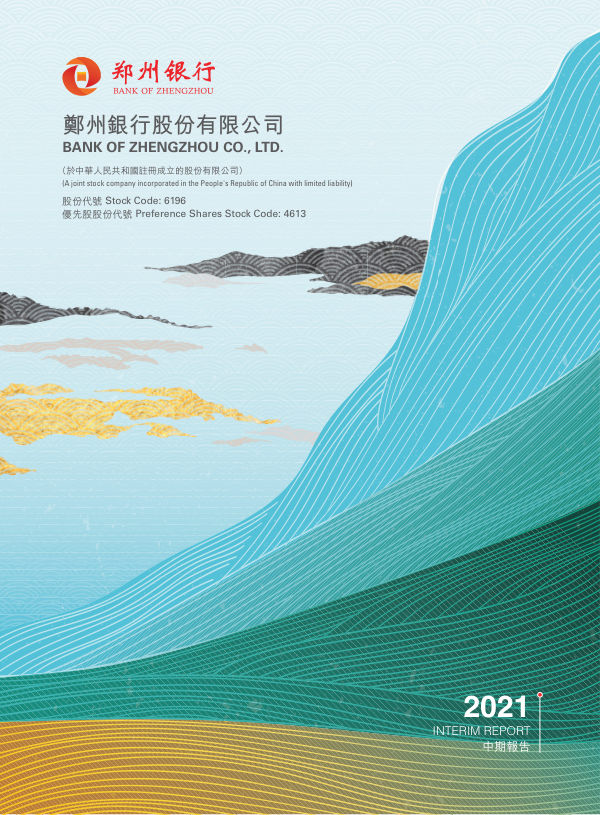 郑州银行
BANK OF ZHENGZHOU
鄭州銀行股份有限公司
BANK OF ZHENGZHOU CO., LTD.
（於中華人民共和國註冊成立的股份有限公司）
(A joint stock company incorporated in the People's Republic of China with limited liability)
股份代號 Stock Code: 6196
優先股股份代號 Preference Shares Stock Code: 4613
2021
INTERIM REPORT
中期報告